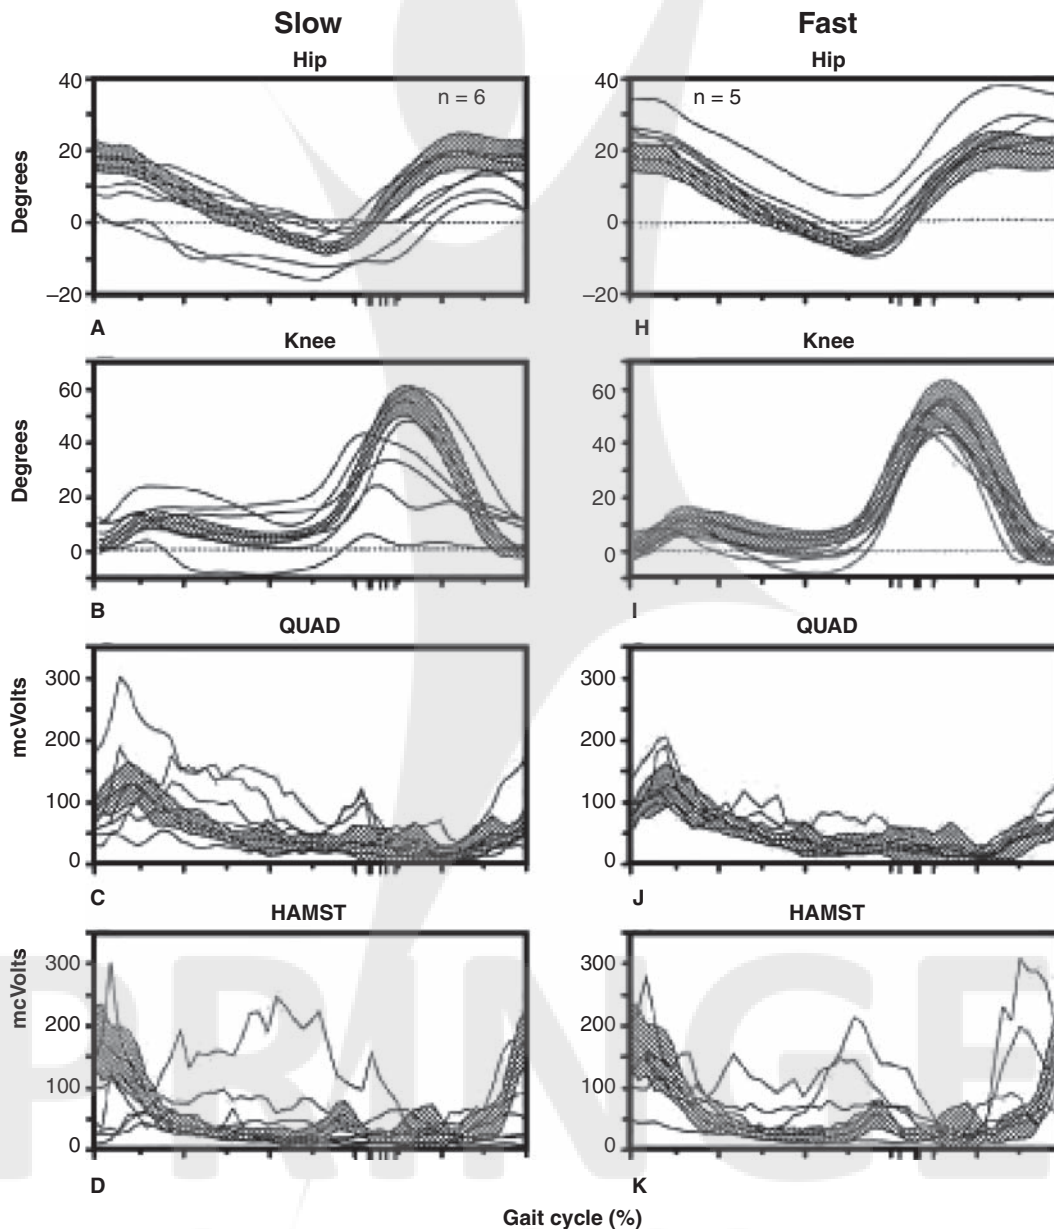 Slow Fast
Hip Hip
40 40
n = 6 n = 5
20 20
Degrees
0 0
–20 –20
A H
Knee Knee
60 60
40 40
Degrees
20 20
0 0
B I
QUAD QUAD
300 300
mcVolts
200 200
100 100
0 0
C J
HAMST HAMST
300 300
mcVolts
200 200
100 100
0 0
D K
Gait cycle (%)
PRINGE